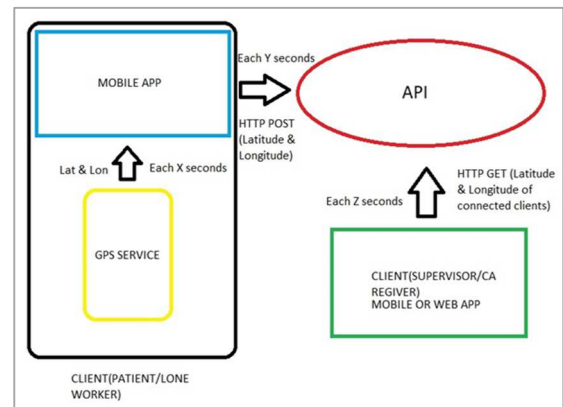 MOBILE APP
Each Y seconds
HTTP POST
(Latitude &
Longitude)
API
Lat & Lon
Each X seconds
GPS SERVICE
Each Z seconds
HTTP GET (Latitude
& Longitude of
connected clients)
CLIENT(SUPERVISOR/CA
REGIVER)
MOBILE OR WEB APP
CLIENT(PATIENT/LONE
WORKER)